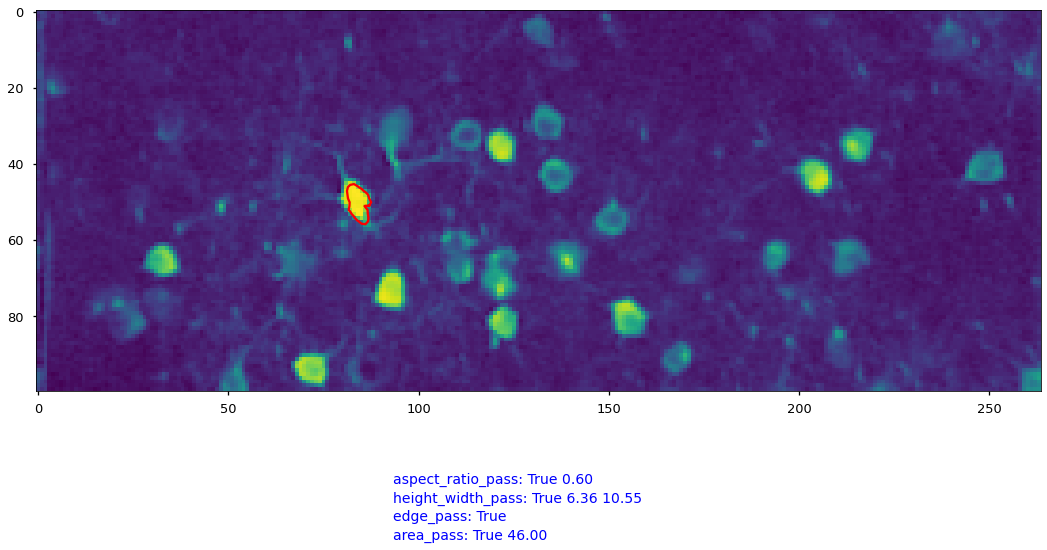 0
20
40
60
80
0 50 100 150 200 250
aspect_ratio_pass: True 0.60
height_width_pass: True 6.36 10.55
edge_pass: True
area_pass: True 46.00